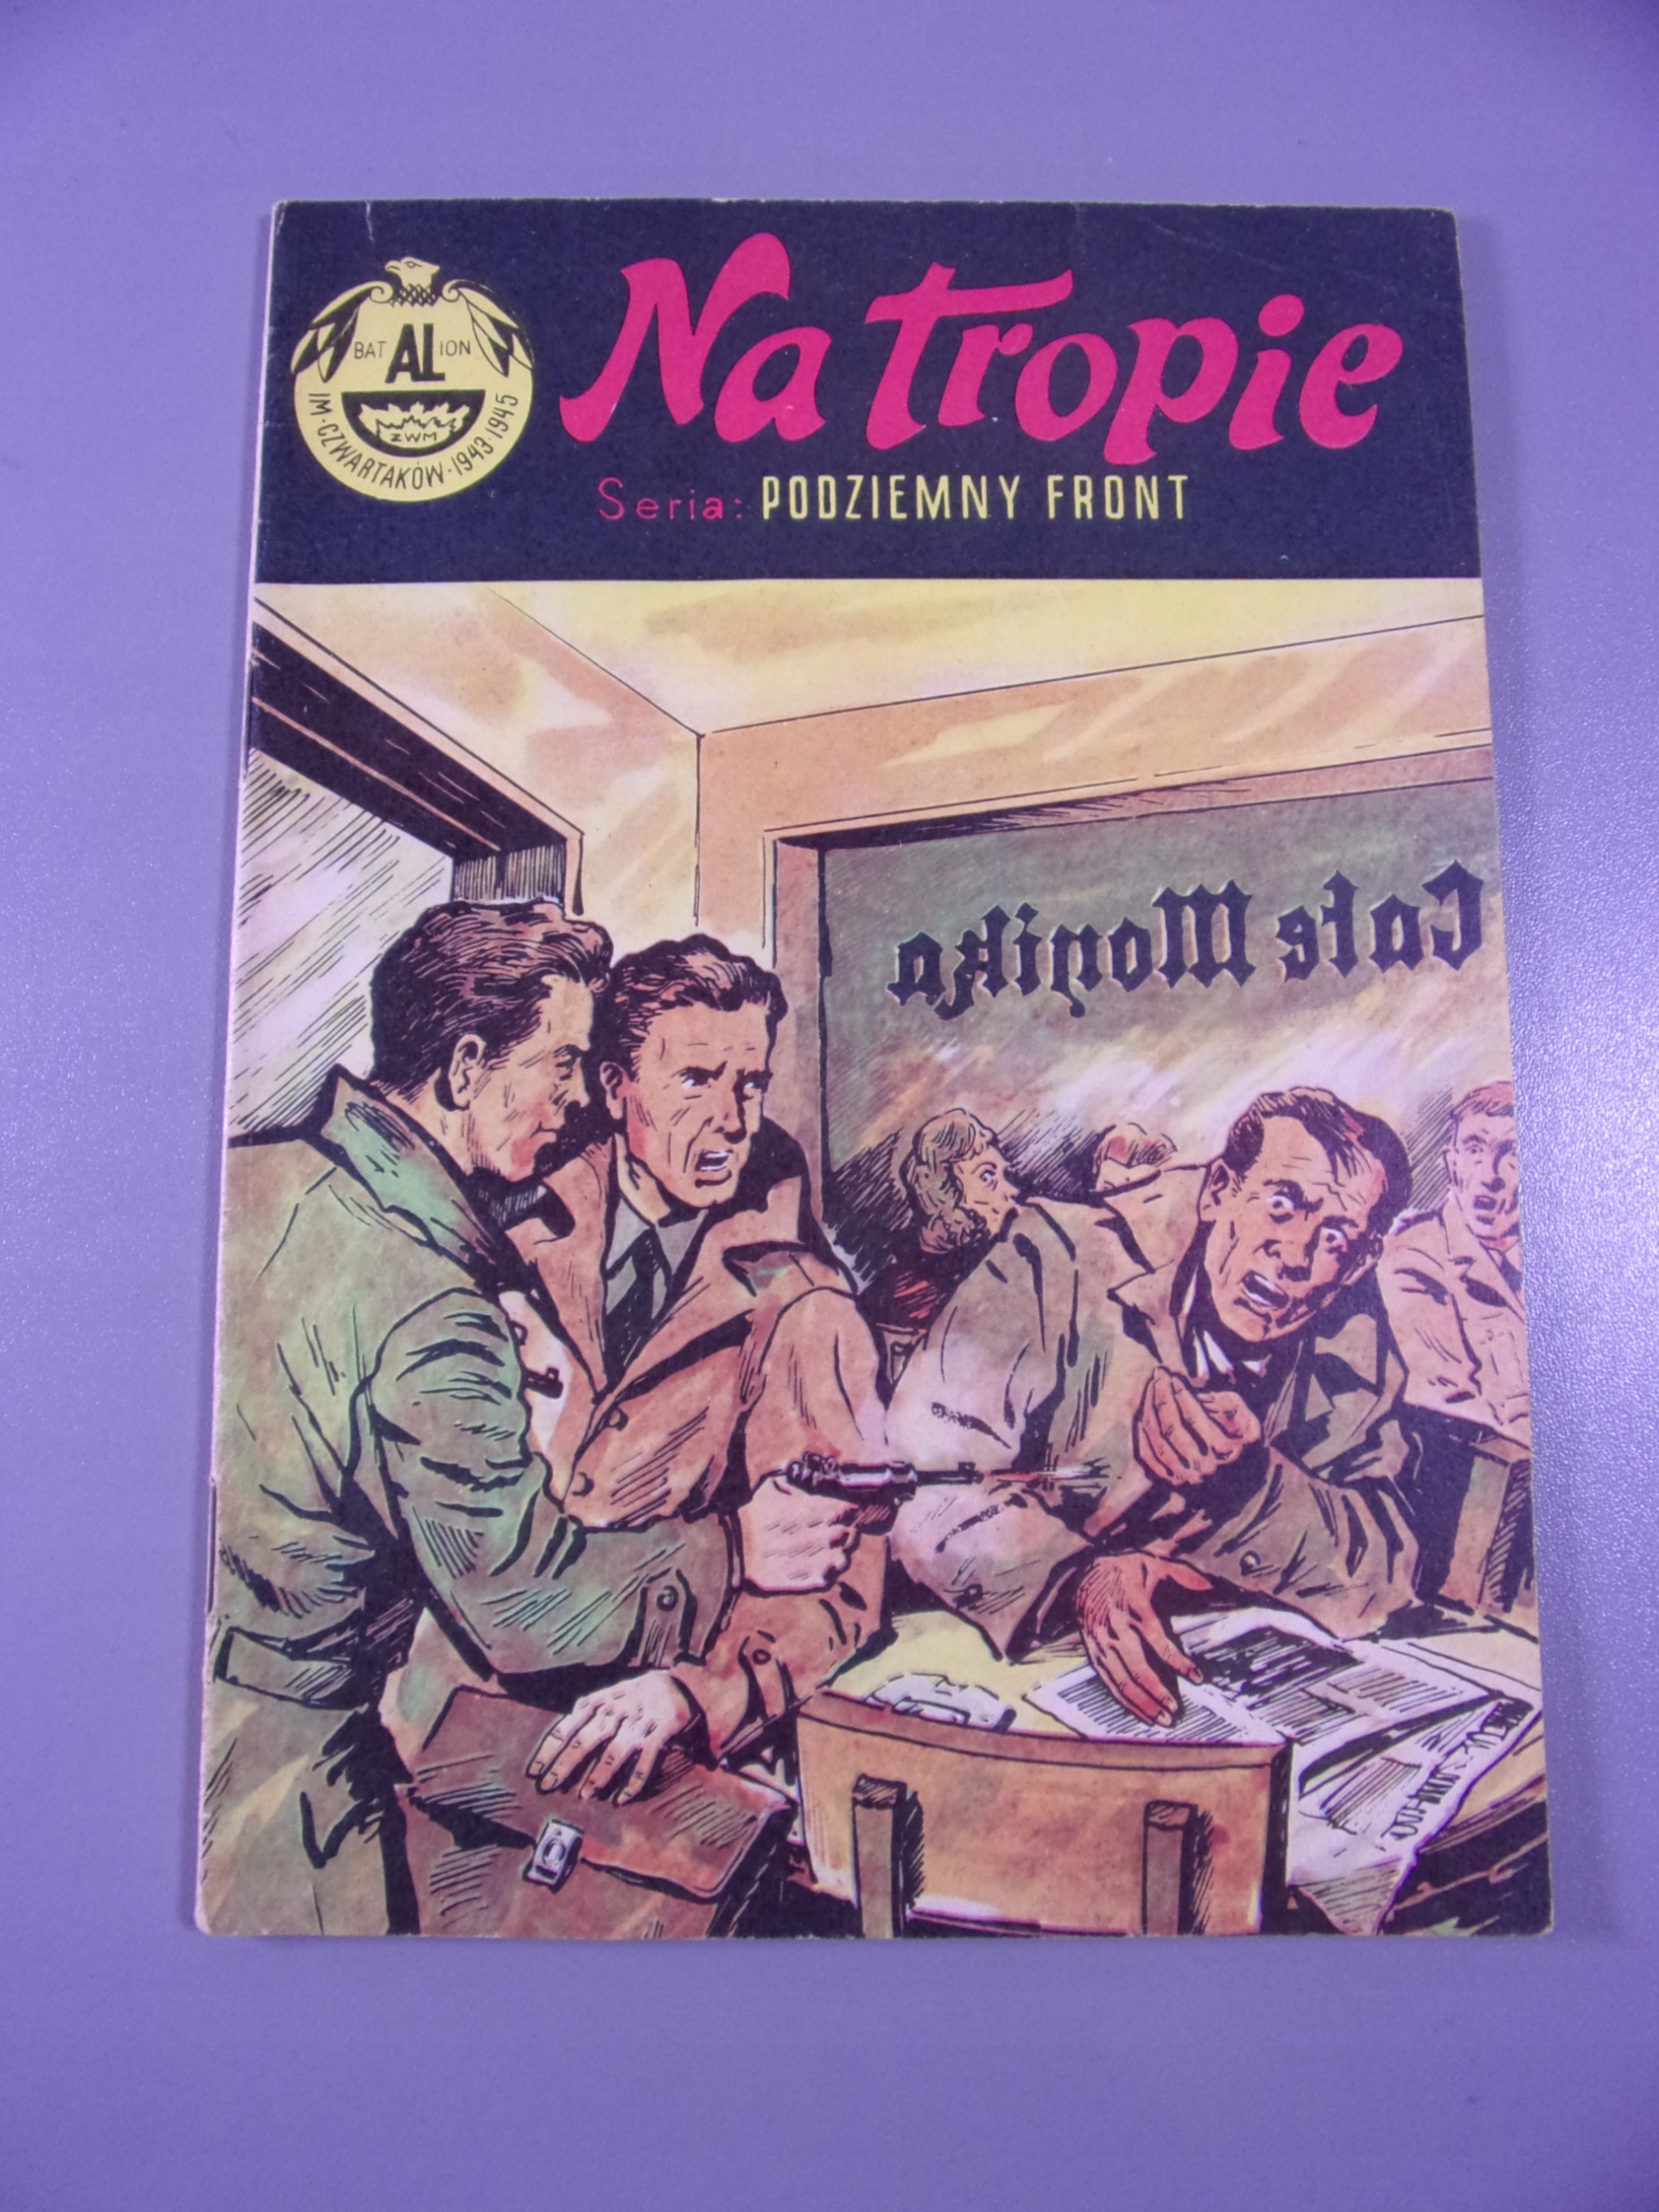 Na tropie
BAT AL ION
ZWM
IM·CZWARTAKÓW·1943·1945
Seria: PODZIEMNY FRONT
Cafe Monika